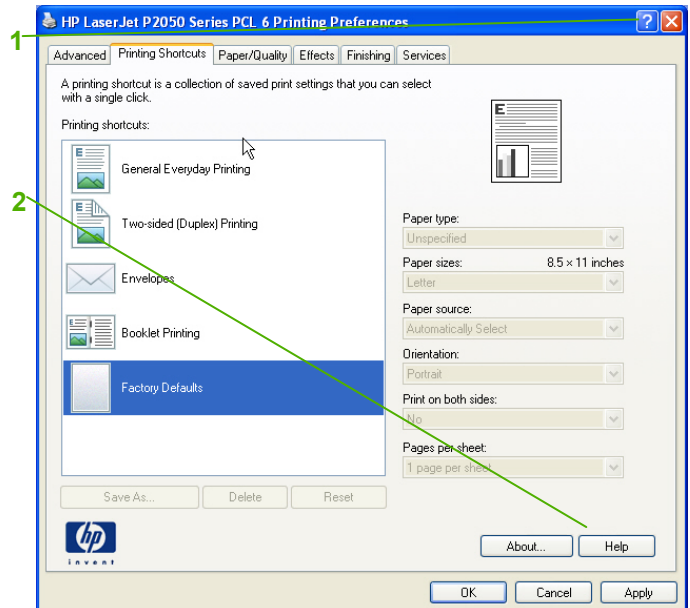 HP LaserJet P2050 Series PCL 6 Printing Preferences
?
1
Advanced
Printing Shortcuts
Paper/Quality
Effects
Finishing
Services
A printing shortcut is a collection of saved print settings that you can select
with a single click.
Printing shortcuts:
E
General Everyday Printing
2
E
Two-sided (Duplex) Printing
Envelopes
Booklet Printing
Factory Defaults
E
Paper type:
Unspecified
Paper sizes: 8.5 × 11 inches
Letter
Paper source:
Automatically Select
Orientation:
Portrait
Print on both sides:
No
Pages per sheet:
1 page per sheet
Save As...
Delete
Reset
hp
invent
About...
Help
OK
Cancel
Apply